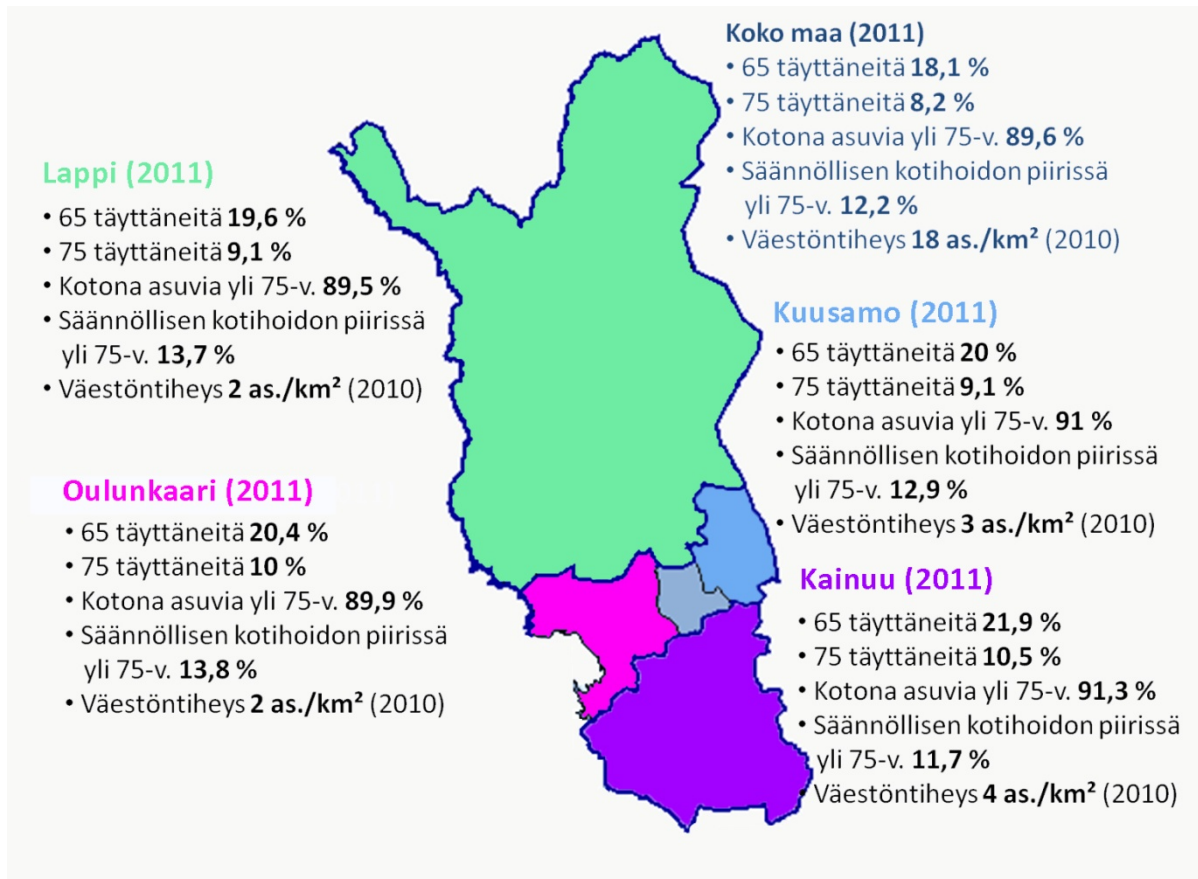 Koko maa (2011)
• 65 täyttäneitä 18,1 %
• 75 täyttäneitä 8,2 %
• Kotona asuvia yli 75-v. 89,6 %
• Säännöllisen kotihoidon piirissä
yli 75-v. 12,2 %
• Väestöntiheys 18 as./km² (2010)
Lappi (2011)
• 65 täyttäneitä 19,6 %
• 75 täyttäneitä 9,1 %
• Kotona asuvia yli 75-v. 89,5 %
• Säännöllisen kotihoidon piirissä
yli 75-v. 13,7 %
• Väestöntiheys 2 as./km² (2010)
Kuusamo (2011)
• 65 täyttäneitä 20 %
• 75 täyttäneitä 9,1 %
• Kotona asuvia yli 75-v. 91 %
• Säännöllisen kotihoidon piirissä
yli 75-v. 12,9 %
• Väestöntiheys 3 as./km² (2010)
Oulunkaari (2011)
• 65 täyttäneitä 20,4 %
• 75 täyttäneitä 10 %
• Kotona asuvia yli 75-v. 89,9 %
• Säännöllisen kotihoidon piirissä
yli 75-v. 13,8 %
• Väestöntiheys 2 as./km² (2010)
Kainuu (2011)
• 65 täyttäneitä 21,9 %
• 75 täyttäneitä 10,5 %
• Kotona asuvia yli 75-v. 91,3 %
• Säännöllisen kotihoidon piirissä
yli 75-v. 11,7 %
• Väestöntiheys 4 as./km² (2010)